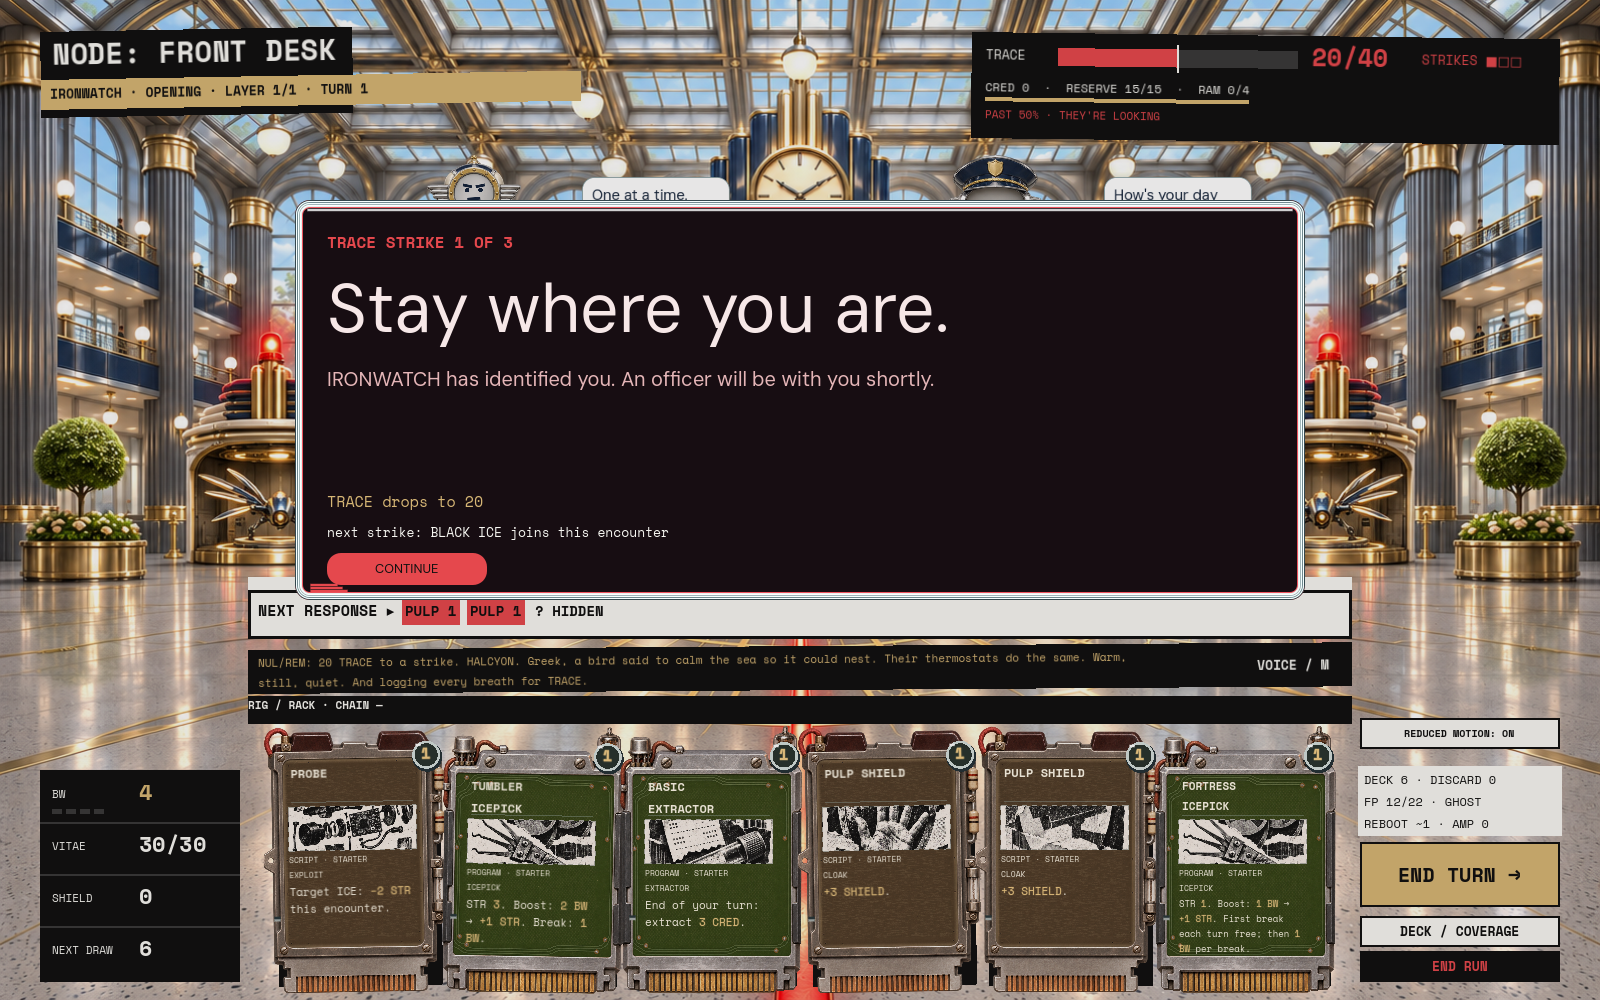 NODE: FRONT DESK
IRONWATCH · OPENING · LAYER 1/1 · TURN 1
TRACE 20/40 STRIKES
CRED 0 · RESERVE 15/15 · RAM 0/4
PAST 50% · THEY'RE LOOKING
One at a time.
How's your day
TRACE STRIKE 1 OF 3
Stay where you are.
IRONWATCH has identified you. An officer will be with you shortly.
TRACE drops to 20
next strike: BLACK ICE joins this encounter
CONTINUE
NEXT RESPONSE ▸ PULP 1 PULP 1 ? HIDDEN
NUL/REM: 20 TRACE to a strike. HALCYON. Greek, a bird said to calm the sea so it could nest. Their thermostats do the same. Warm,
still, quiet. And logging every breath for TRACE.
VOICE / M
RIG / RACK · CHAIN —
1
PROBE
SCRIPT · STARTER
EXPLOIT
Target ICE: -2 STR
this encounter.
1
TUMBLER
ICEPICK
PROGRAM · STARTER
ICEPICK
STR 3. Boost: 2 BW
→ +1 STR. Break: 1
BW.
1
BASIC
EXTRACTOR
PROGRAM · STARTER
EXTRACTOR
End of your turn:
extract 3 CRED.
1
PULP SHIELD
SCRIPT · STARTER
CLOAK
+3 SHIELD.
1
PULP SHIELD
SCRIPT · STARTER
CLOAK
+3 SHIELD.
1
FORTRESS
ICEPICK
PROGRAM · STARTER
ICEPICK
STR 1. Boost: 1 BW →
+1 STR. First break
each turn free; then 1
BW per break.
BW 4
VITAE 30/30
SHIELD 0
NEXT DRAW 6
REDUCED MOTION: ON
DECK 6 · DISCARD 0
FP 12/22 · GHOST
REBOOT ~1 · AMP 0
END TURN →
DECK / COVERAGE
END RUN